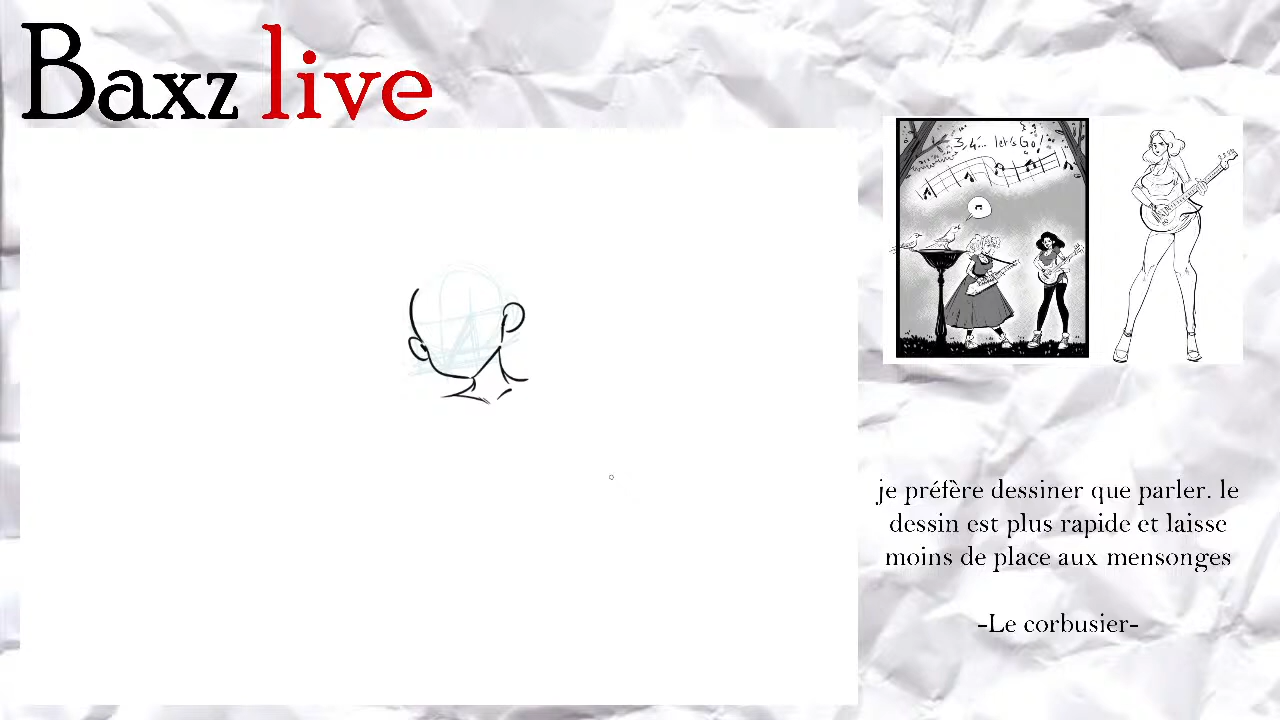 Baxz live
3,4... let's Go!
je préfère dessiner que parler. le
dessin est plus rapide et laisse
moins de place aux mensonges
-Le corbusier-